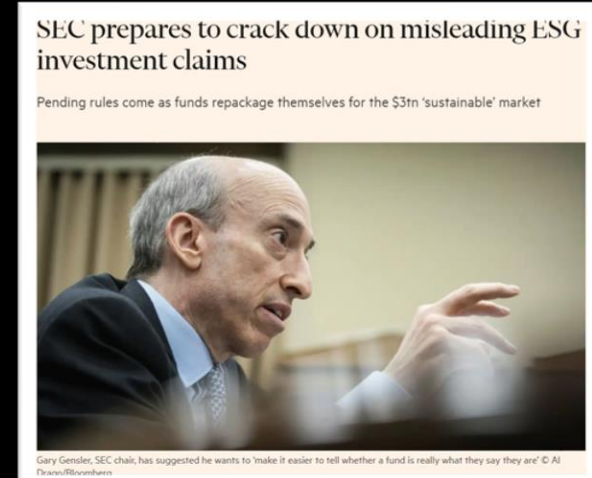 SEC prepares to crack down on misleading ESG
investment claims
Pending rules come as funds repackage themselves for the $3tn ‘sustainable’ market
Gary Gensler, SEC chair, has suggested he wants to ‘make it easier to tell whether a fund is really what they say they are’ © Al
Drago/Bloomberg